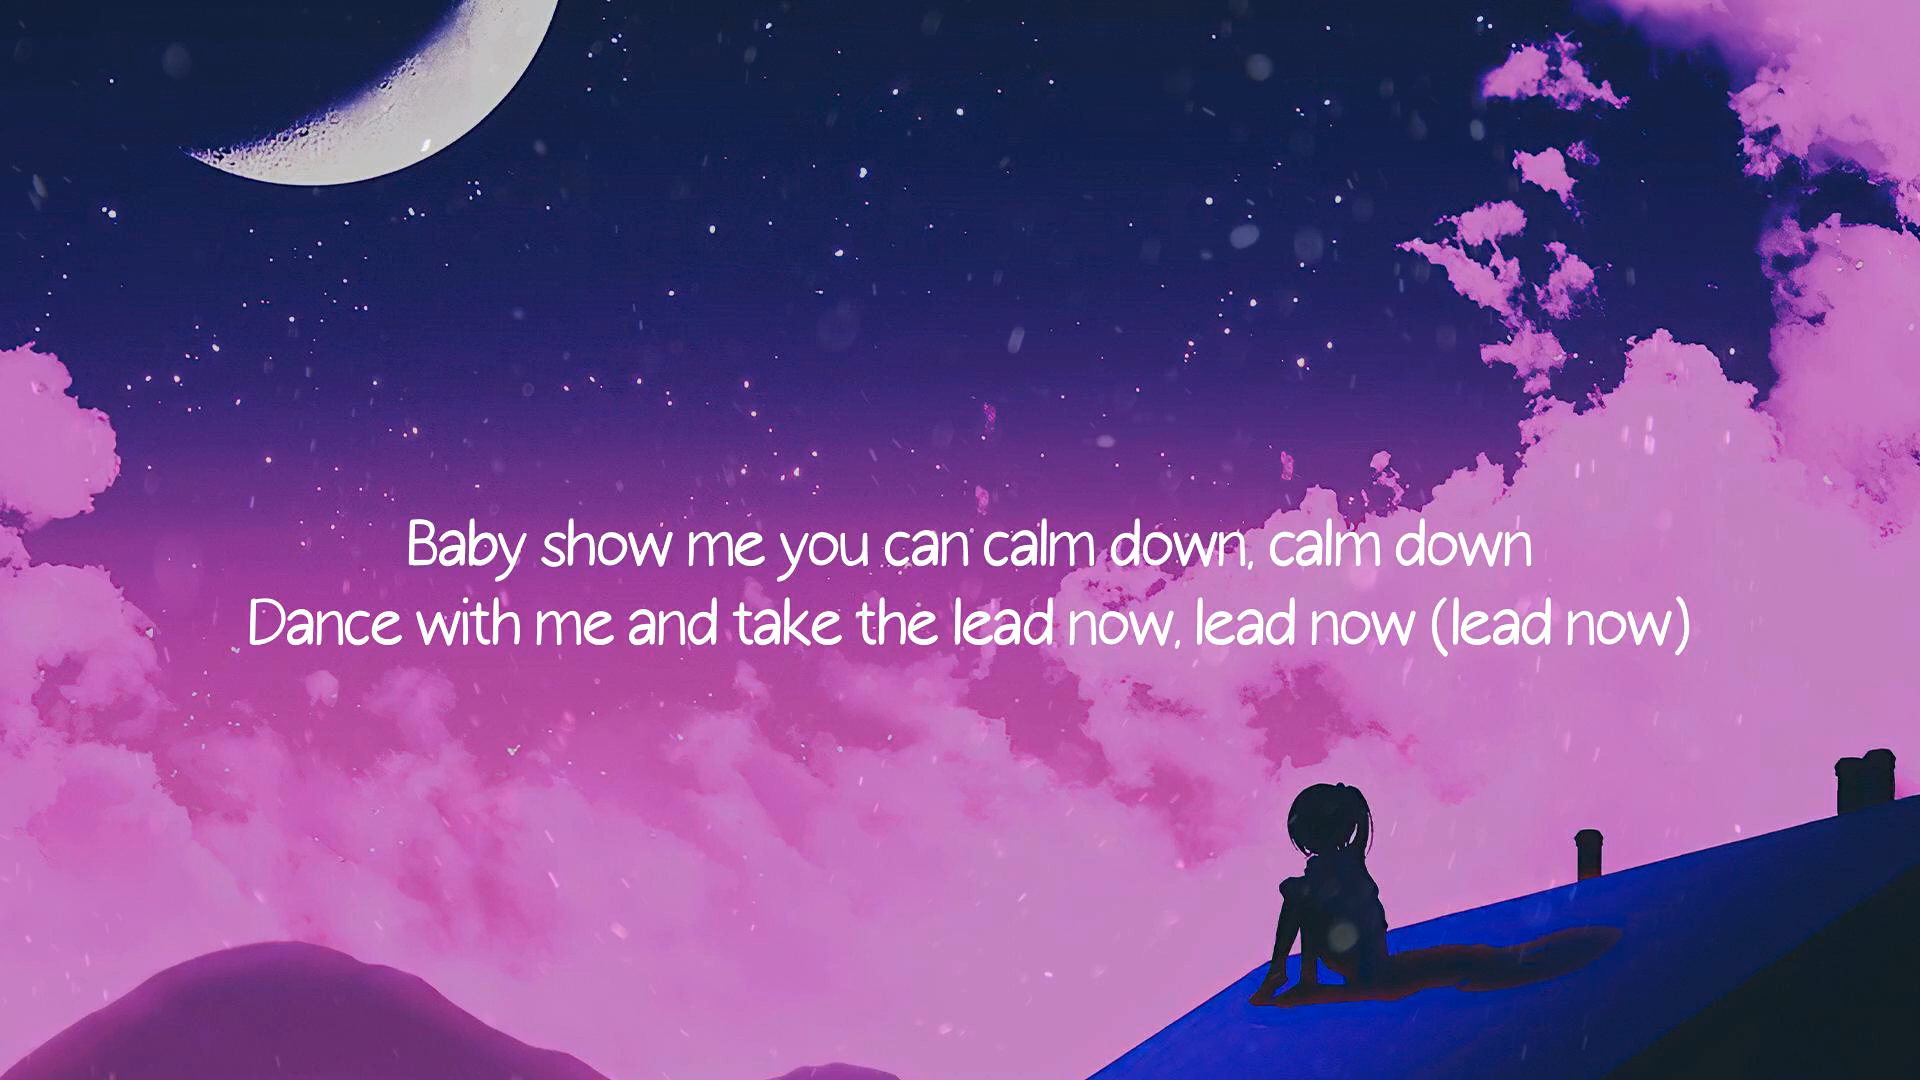 Baby show me you can calm down, calm down
Dance with me and take the lead now, lead now (lead now)